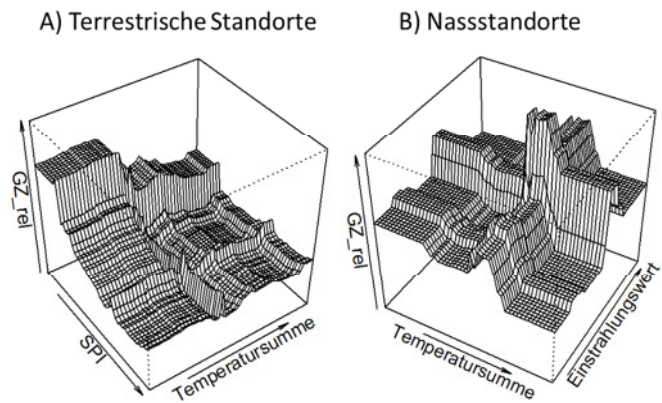 A) Terrestrische Standorte
B) Nassstandorte
GZ_rel
SPI
Temperatursumme
GZ_rel
Temperatursumme
Einstrahlungswert